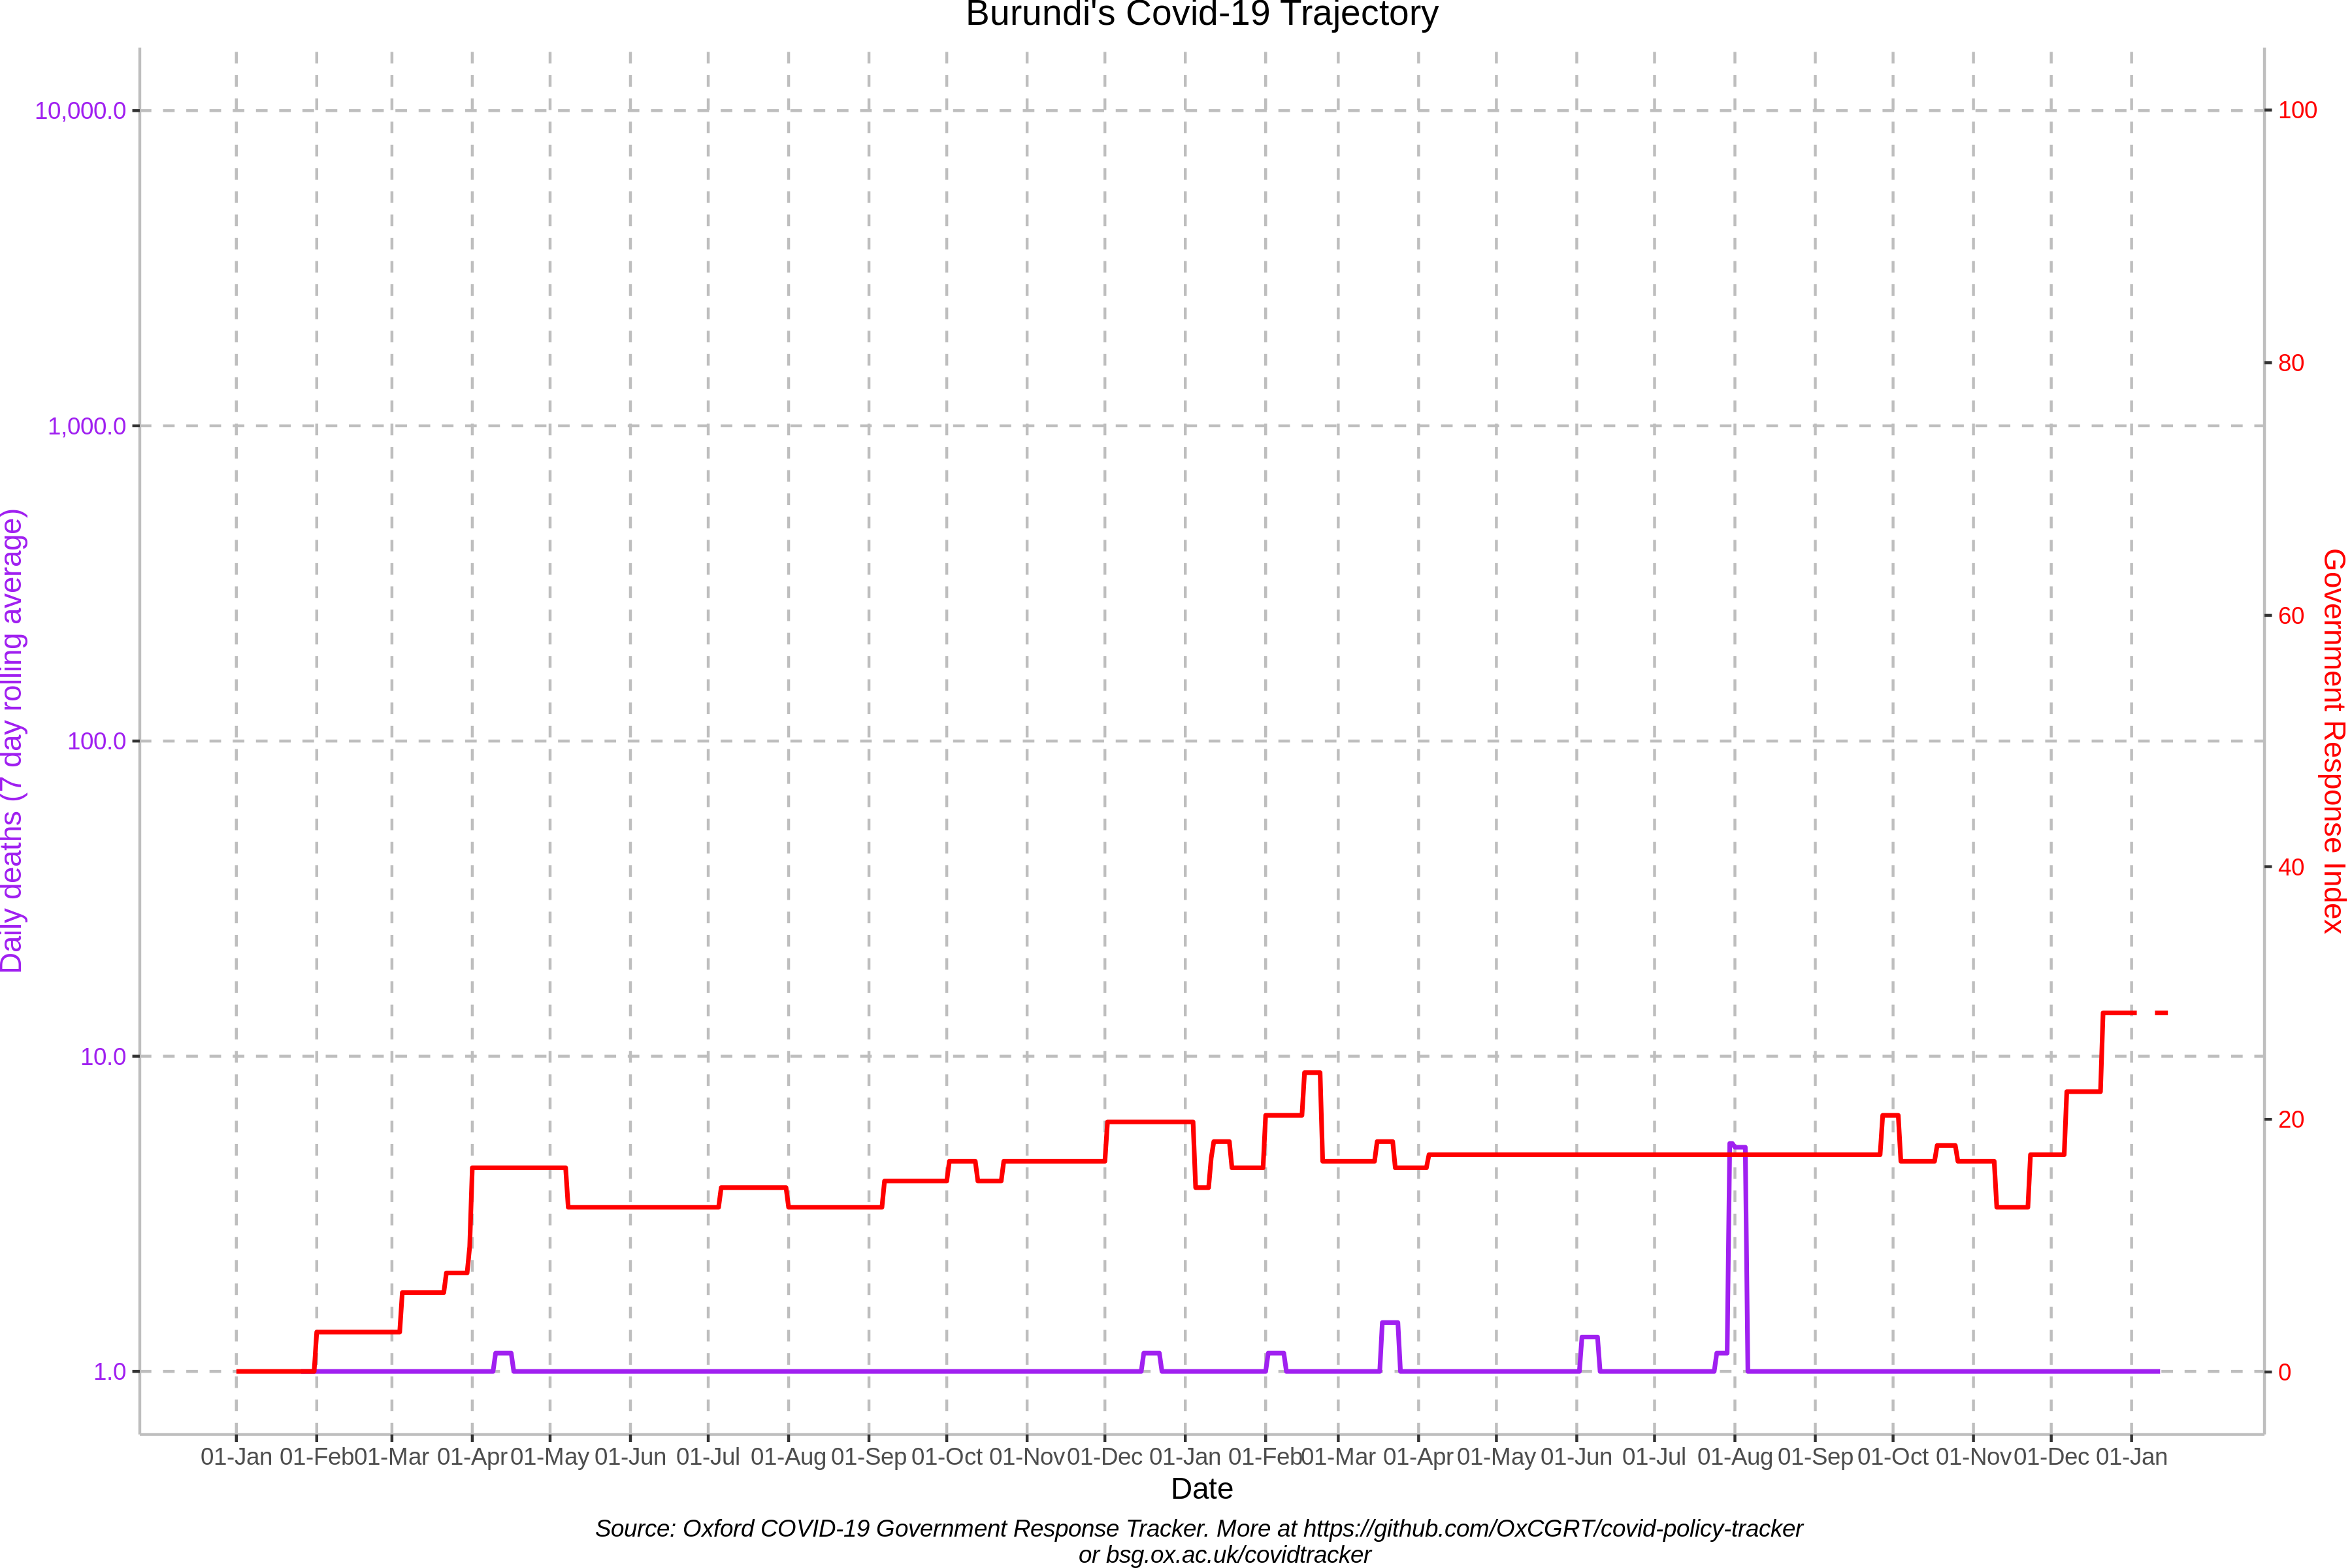 Burundi's Covid-19 Trajectory
10,000.0
1,000.0
100.0
10.0
1.0
Daily deaths (7 day rolling average)
100
80
60
40
20
0
Government Response Index
01-Jan 01-Feb 01-Mar 01-Apr 01-May 01-Jun 01-Jul 01-Aug 01-Sep 01-Oct 01-Nov 01-Dec 01-Jan 01-Feb 01-Mar 01-Apr 01-May 01-Jun 01-Jul 01-Aug 01-Sep 01-Oct 01-Nov 01-Dec 01-Jan
Date
Source: Oxford COVID-19 Government Response Tracker. More at https://github.com/OxCGRT/covid-policy-tracker
or bsg.ox.ac.uk/covidtracker